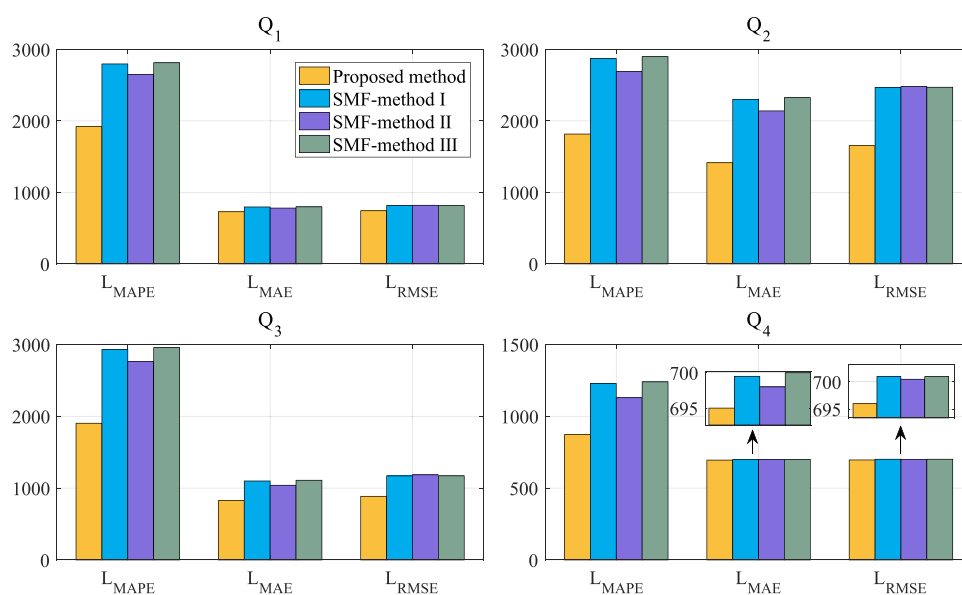 Q1
3000
2000
1000
0
Proposed method
SMF-method I
SMF-method II
SMF-method III
LMAPE LMAE LRMSE
Q2
3000
2000
1000
0
LMAPE LMAE LRMSE
Q3
3000
2000
1000
0
LMAPE LMAE LRMSE
Q4
1500
1000
500
0
700
695
700
695
LMAPE LMAE LRMSE